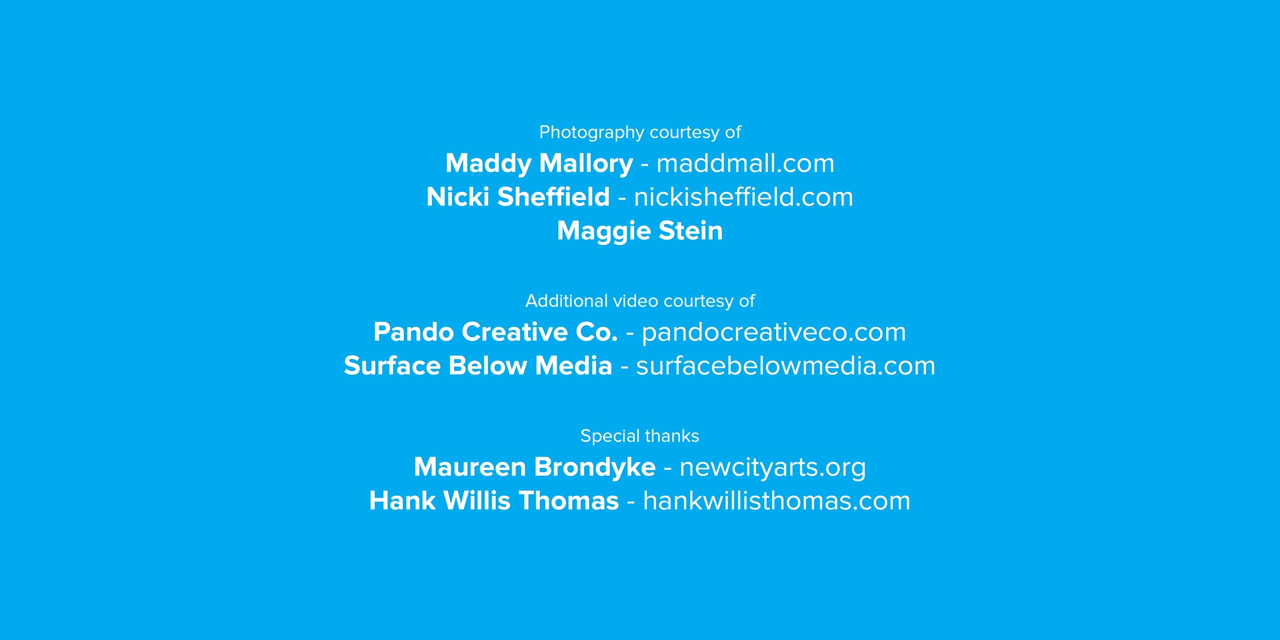 Photography courtesy of
Maddy Mallory - maddmall.com
Nicki Sheffield - nickisheffield.com
Maggie Stein
Additional video courtesy of
Pando Creative Co. - pandocreativeco.com
Surface Below Media - surfacebelowmedia.com
Special thanks
Maureen Brondyke - newcityarts.org
Hank Willis Thomas - hankwillisthomas.com